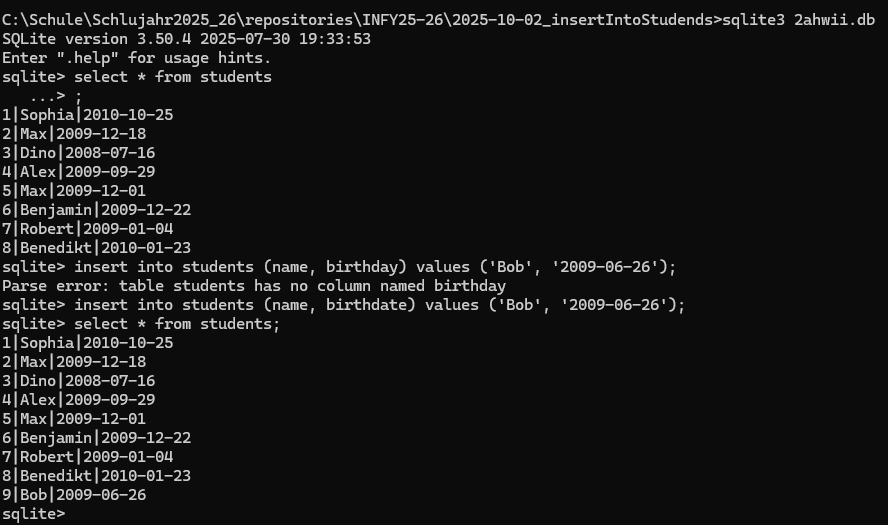 C:\Schule\Schlujahr2025_26\repositories\INFY25-26\2025-10-02_insertIntoStudends>sqlite3 2ahwii.db
SQLite version 3.50.4 2025-07-30 19:33:53
Enter ".help" for usage hints.
sqlite> select * from students
   ...> ;
1|Sophia|2010-10-25
2|Max|2009-12-18
3|Dino|2008-07-16
4|Alex|2009-09-29
5|Max|2009-12-01
6|Benjamin|2009-12-22
7|Robert|2009-01-04
8|Benedikt|2010-01-23
sqlite> insert into students (name, birthday) values ('Bob', '2009-06-26');
Parse error: table students has no column named birthday
sqlite> insert into students (name, birthdate) values ('Bob', '2009-06-26');
sqlite> select * from students;
1|Sophia|2010-10-25
2|Max|2009-12-18
3|Dino|2008-07-16
4|Alex|2009-09-29
5|Max|2009-12-01
6|Benjamin|2009-12-22
7|Robert|2009-01-04
8|Benedikt|2010-01-23
9|Bob|2009-06-26
sqlite>